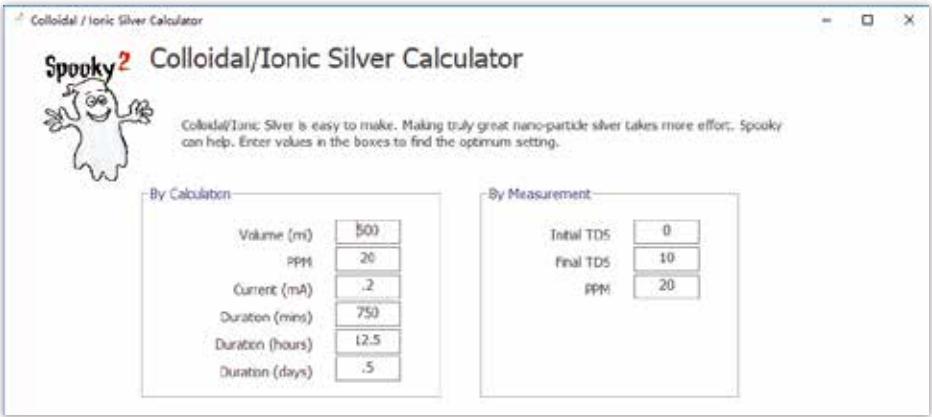 Colloidal / Ionic Silver Calculator
Spooky2
Colloidal/Ionic Silver Calculator
Colloidal/Ionic Silver is easy to make. Making truly great nano-particle silver takes more effort. Spooky
can help. Enter values in the boxes to find the optimum setting.
By Calculation
Volume (ml) 500
PPM 20
Current (mA) .2
Duration (mins) 750
Duration (hours) 12.5
Duration (days) .5
By Measurement
Initial TDS 0
Final TDS 10
PPM 20